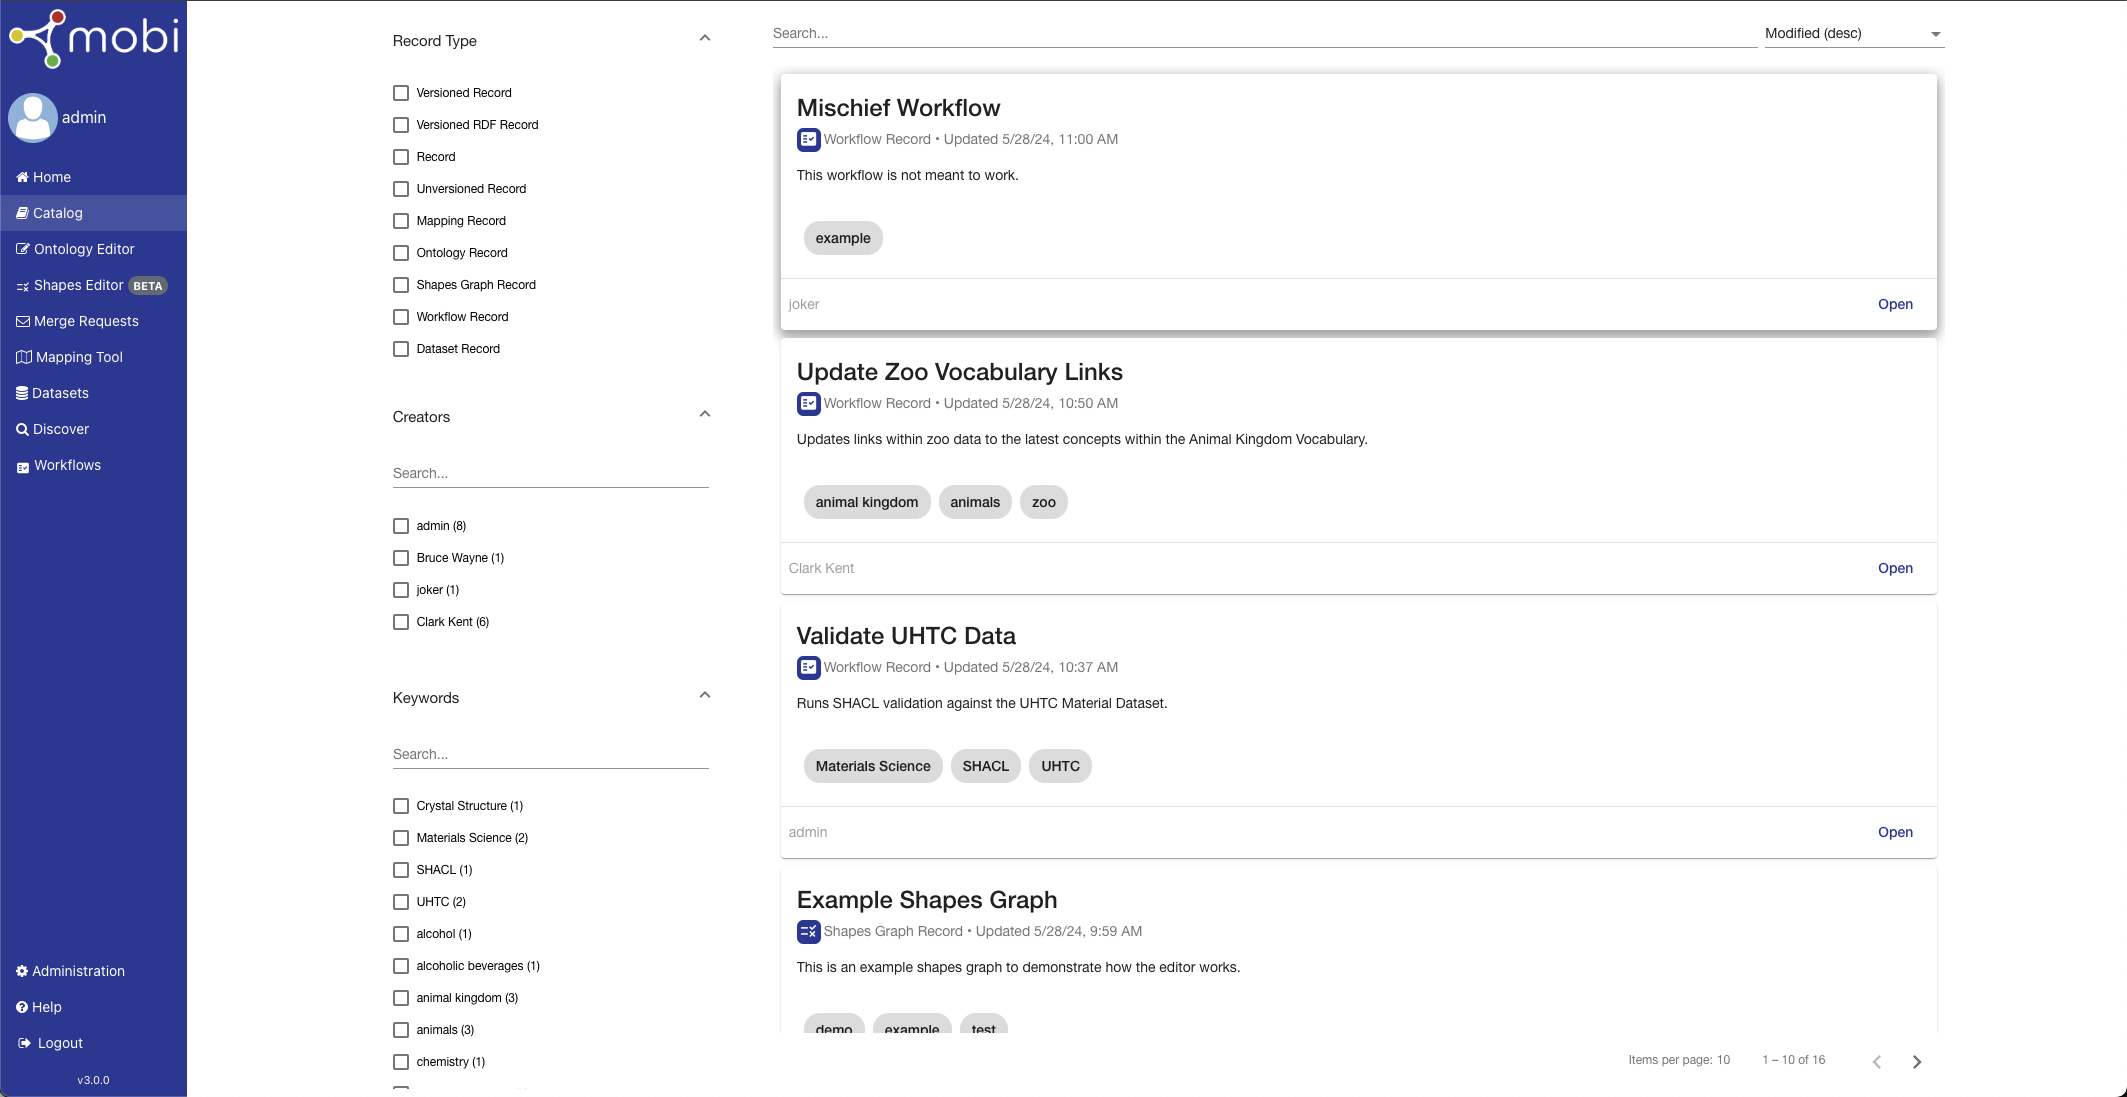 mobi
admin
Home
Catalog
Ontology Editor
Shapes Editor BETA
Merge Requests
Mapping Tool
Datasets
Discover
Workflows
Administration
Help
Logout
v3.0.0
Record Type
Versioned Record
Versioned RDF Record
Record
Unversioned Record
Mapping Record
Ontology Record
Shapes Graph Record
Workflow Record
Dataset Record
Creators
Search...
admin (8)
Bruce Wayne (1)
joker (1)
Clark Kent (6)
Keywords
Search...
Crystal Structure (1)
Materials Science (2)
SHACL (1)
UHTC (2)
alcohol (1)
alcoholic beverages (1)
animal kingdom (3)
animals (3)
chemistry (1)
Search...
Modified (desc)
Mischief Workflow
Workflow Record • Updated 5/28/24, 11:00 AM
This workflow is not meant to work.
example
joker
Open
Update Zoo Vocabulary Links
Workflow Record • Updated 5/28/24, 10:50 AM
Updates links within zoo data to the latest concepts within the Animal Kingdom Vocabulary.
animal kingdom animals zoo
Clark Kent
Open
Validate UHTC Data
Workflow Record • Updated 5/28/24, 10:37 AM
Runs SHACL validation against the UHTC Material Dataset.
Materials Science SHACL UHTC
admin
Open
Example Shapes Graph
Shapes Graph Record • Updated 5/28/24, 9:59 AM
This is an example shapes graph to demonstrate how the editor works.
demo example test
Items per page: 10
1 – 10 of 16